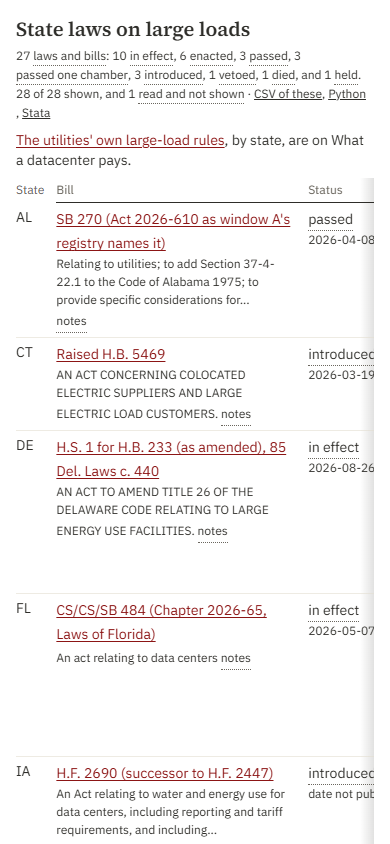 State laws on large loads
27 laws and bills: 10 in effect, 6 enacted, 3 passed, 3
passed one chamber, 3 introduced, 1 vetoed, 1 died, and 1 held.
28 of 28 shown, and 1 read and not shown · CSV of these, Python
, Stata
The utilities' own large-load rules, by state, are on What
a datacenter pays.
State Bill Status
AL SB 270 (Act 2026-610 as window A's passed
registry names it) 2026-04-08
Relating to utilities; to add Section 37-4-
22.1 to the Code of Alabama 1975; to
provide specific considerations for...
notes
CT Raised H.B. 5469 introduced
AN ACT CONCERNING COLOCATED 2026-03-19
ELECTRIC SUPPLIERS AND LARGE
ELECTRIC LOAD CUSTOMERS. notes
DE H.S. 1 for H.B. 233 (as amended), 85 in effect
Del. Laws c. 440 2026-08-26
AN ACT TO AMEND TITLE 26 OF THE
DELAWARE CODE RELATING TO LARGE
ENERGY USE FACILITIES. notes
FL CS/CS/SB 484 (Chapter 2026-65, in effect
Laws of Florida) 2026-05-07
An act relating to data centers notes
IA H.F. 2690 (successor to H.F. 2447) introduced
An Act relating to water and energy use for date not pub
data centers, including reporting and tariff
requirements, and including...